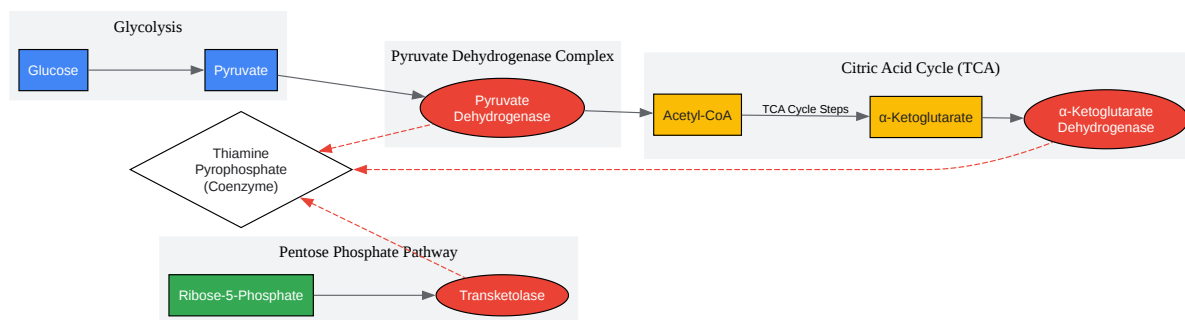 Glycolysis
Glucose
Pyruvate
Pyruvate Dehydrogenase Complex
Pyruvate
Dehydrogenase
Citric Acid Cycle (TCA)
Acetyl-CoA
TCA Cycle Steps
α-Ketoglutarate
α-Ketoglutarate
Dehydrogenase
Thiamine
Pyrophosphate
(Coenzyme)
Pentose Phosphate Pathway
Ribose-5-Phosphate
Transketolase